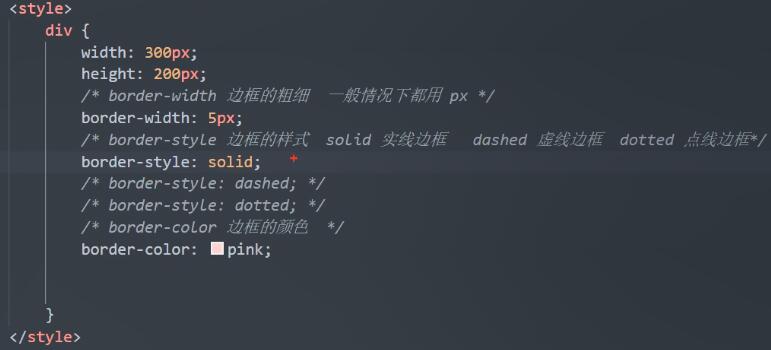 <style>
div {
width: 300px;
height: 200px;
/* border-width 边框的粗细 一般情况下都用 px */
border-width: 5px;
/* border-style 边框的样式 solid 实线边框 dashed 虚线边框 dotted 点线边框*/
border-style: solid;
/* border-style: dashed; */
/* border-style: dotted; */
/* border-color 边框的颜色 */
border-color: pink;
}
</style>